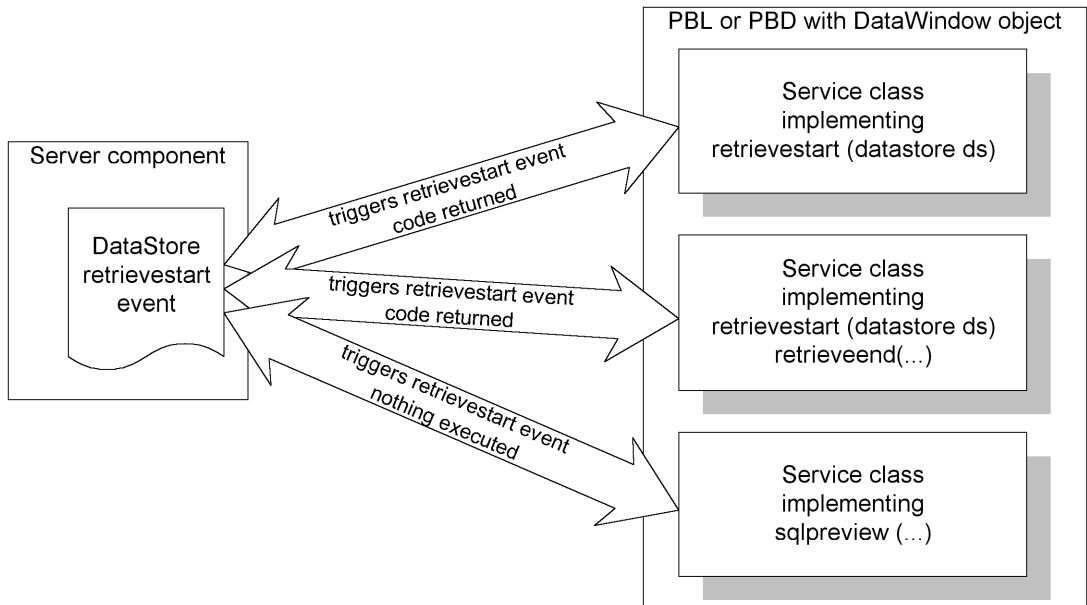 PBL or PBD with DataWindow object
Server component
DataStore
retrievestart
event
triggers retrievestart event
code returned
triggers retrievestart event
code returned
triggers retrievestart event
nothing executed
Service class
implementing
retrievestart (datastore ds)
Service class
implementing
retrievestart (datastore ds)
retrieveend(...)
Service class
implementing
sqlpreview (...)